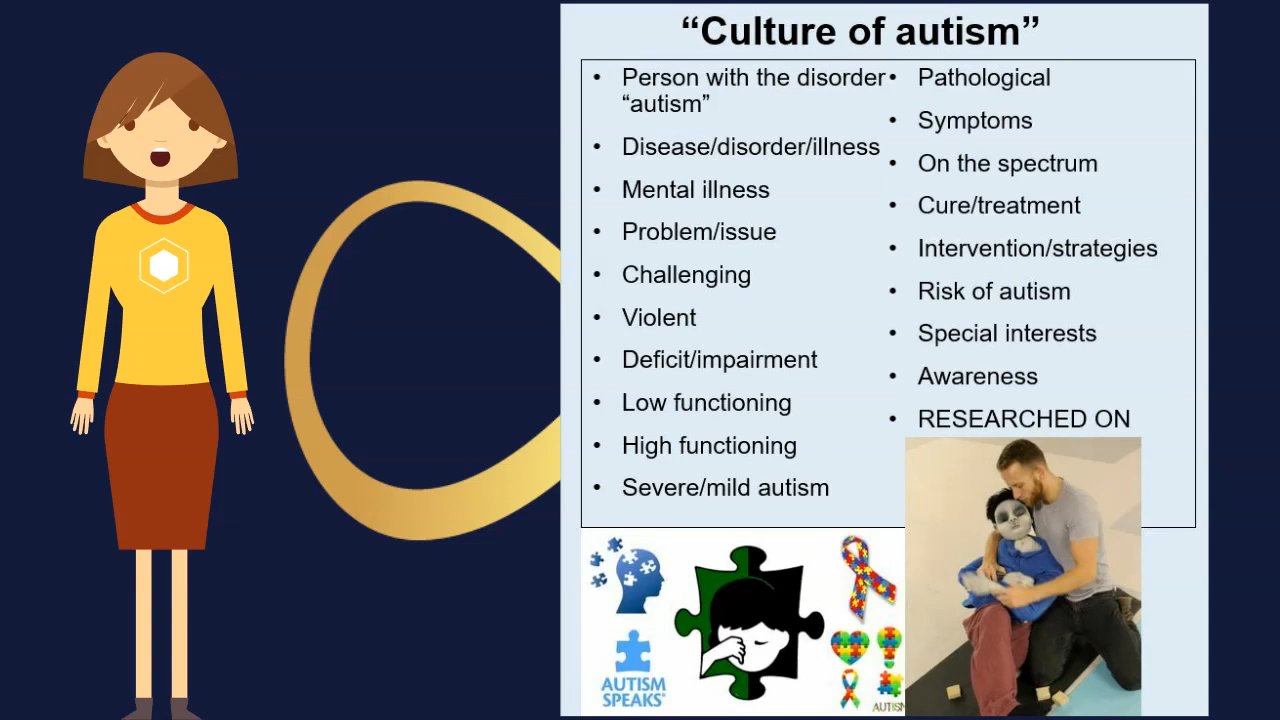 “Culture of autism”
• Person with the disorder
“autism”
• Disease/disorder/illness
• Mental illness
• Problem/issue
• Challenging
• Violent
• Deficit/impairment
• Low functioning
• High functioning
• Severe/mild autism
• Pathological
• Symptoms
• On the spectrum
• Cure/treatment
• Intervention/strategies
• Risk of autism
• Special interests
• Awareness
• RESEARCHED ON
AUTISM
SPEAKS®
AUTISM